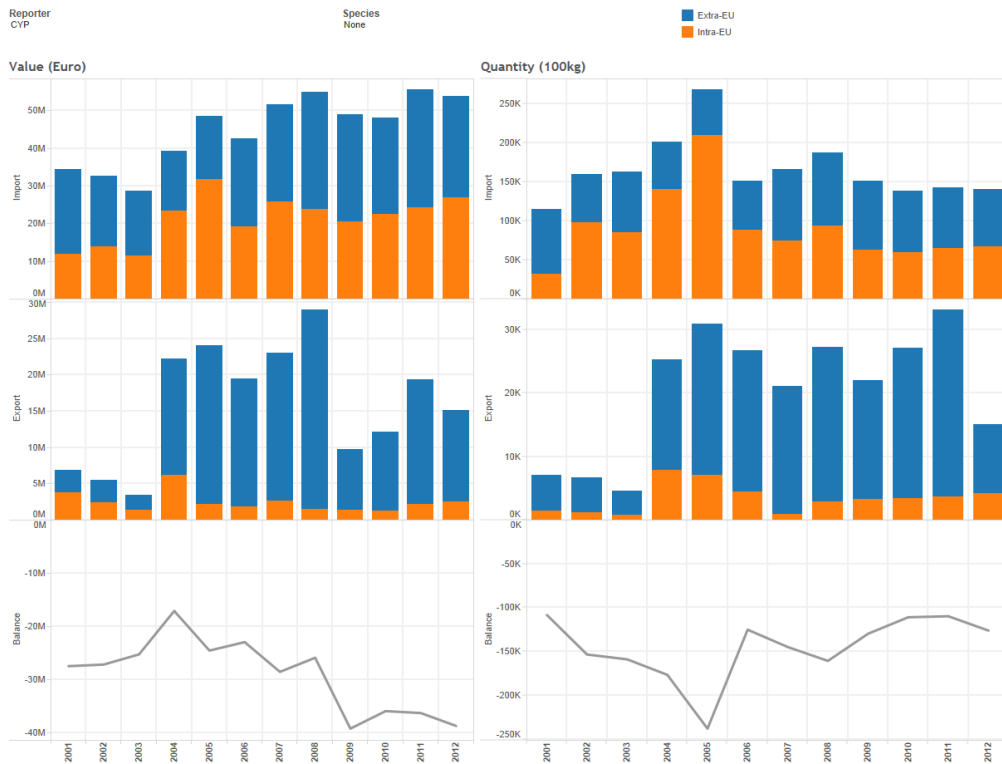 Reporter
CYP
Species
None
Extra-EU
Intra-EU
Value (Euro)
Quantity (100kg)
50M
40M
30M
20M
10M
0M
Import
250K
200K
150K
100K
50K
0K
Import
30M
25M
20M
15M
10M
5M
0M
Export
30K
20K
10K
0K
Export
0M
-10M
-20M
-30M
-40M
Balance
0K
-50K
-100K
-150K
-200K
-250K
Balance
2001 2002 2003 2004 2005 2006 2007 2008 2009 2010 2011 2012
2001 2002 2003 2004 2005 2006 2007 2008 2009 2010 2011 2012